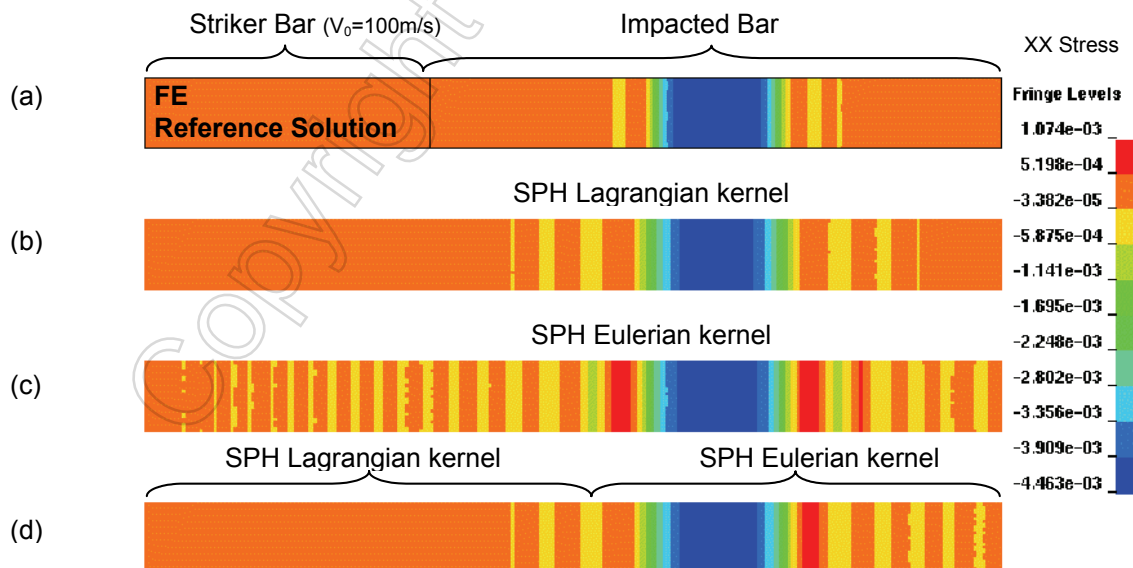 Striker Bar (V₀=100m/s)
Impacted Bar
XX Stress
(a)
FE
Reference Solution
Fringe Levels
1.074e-03
5.198e-04
-3.382e-05
-5.875e-04
-1.141e-03
-1.695e-03
-2.248e-03
-2.802e-03
-3.356e-03
-3.909e-03
-4.463e-03
SPH Lagrangian kernel
(b)
SPH Eulerian kernel
(c)
SPH Lagrangian kernel
SPH Eulerian kernel
(d)
Copyright